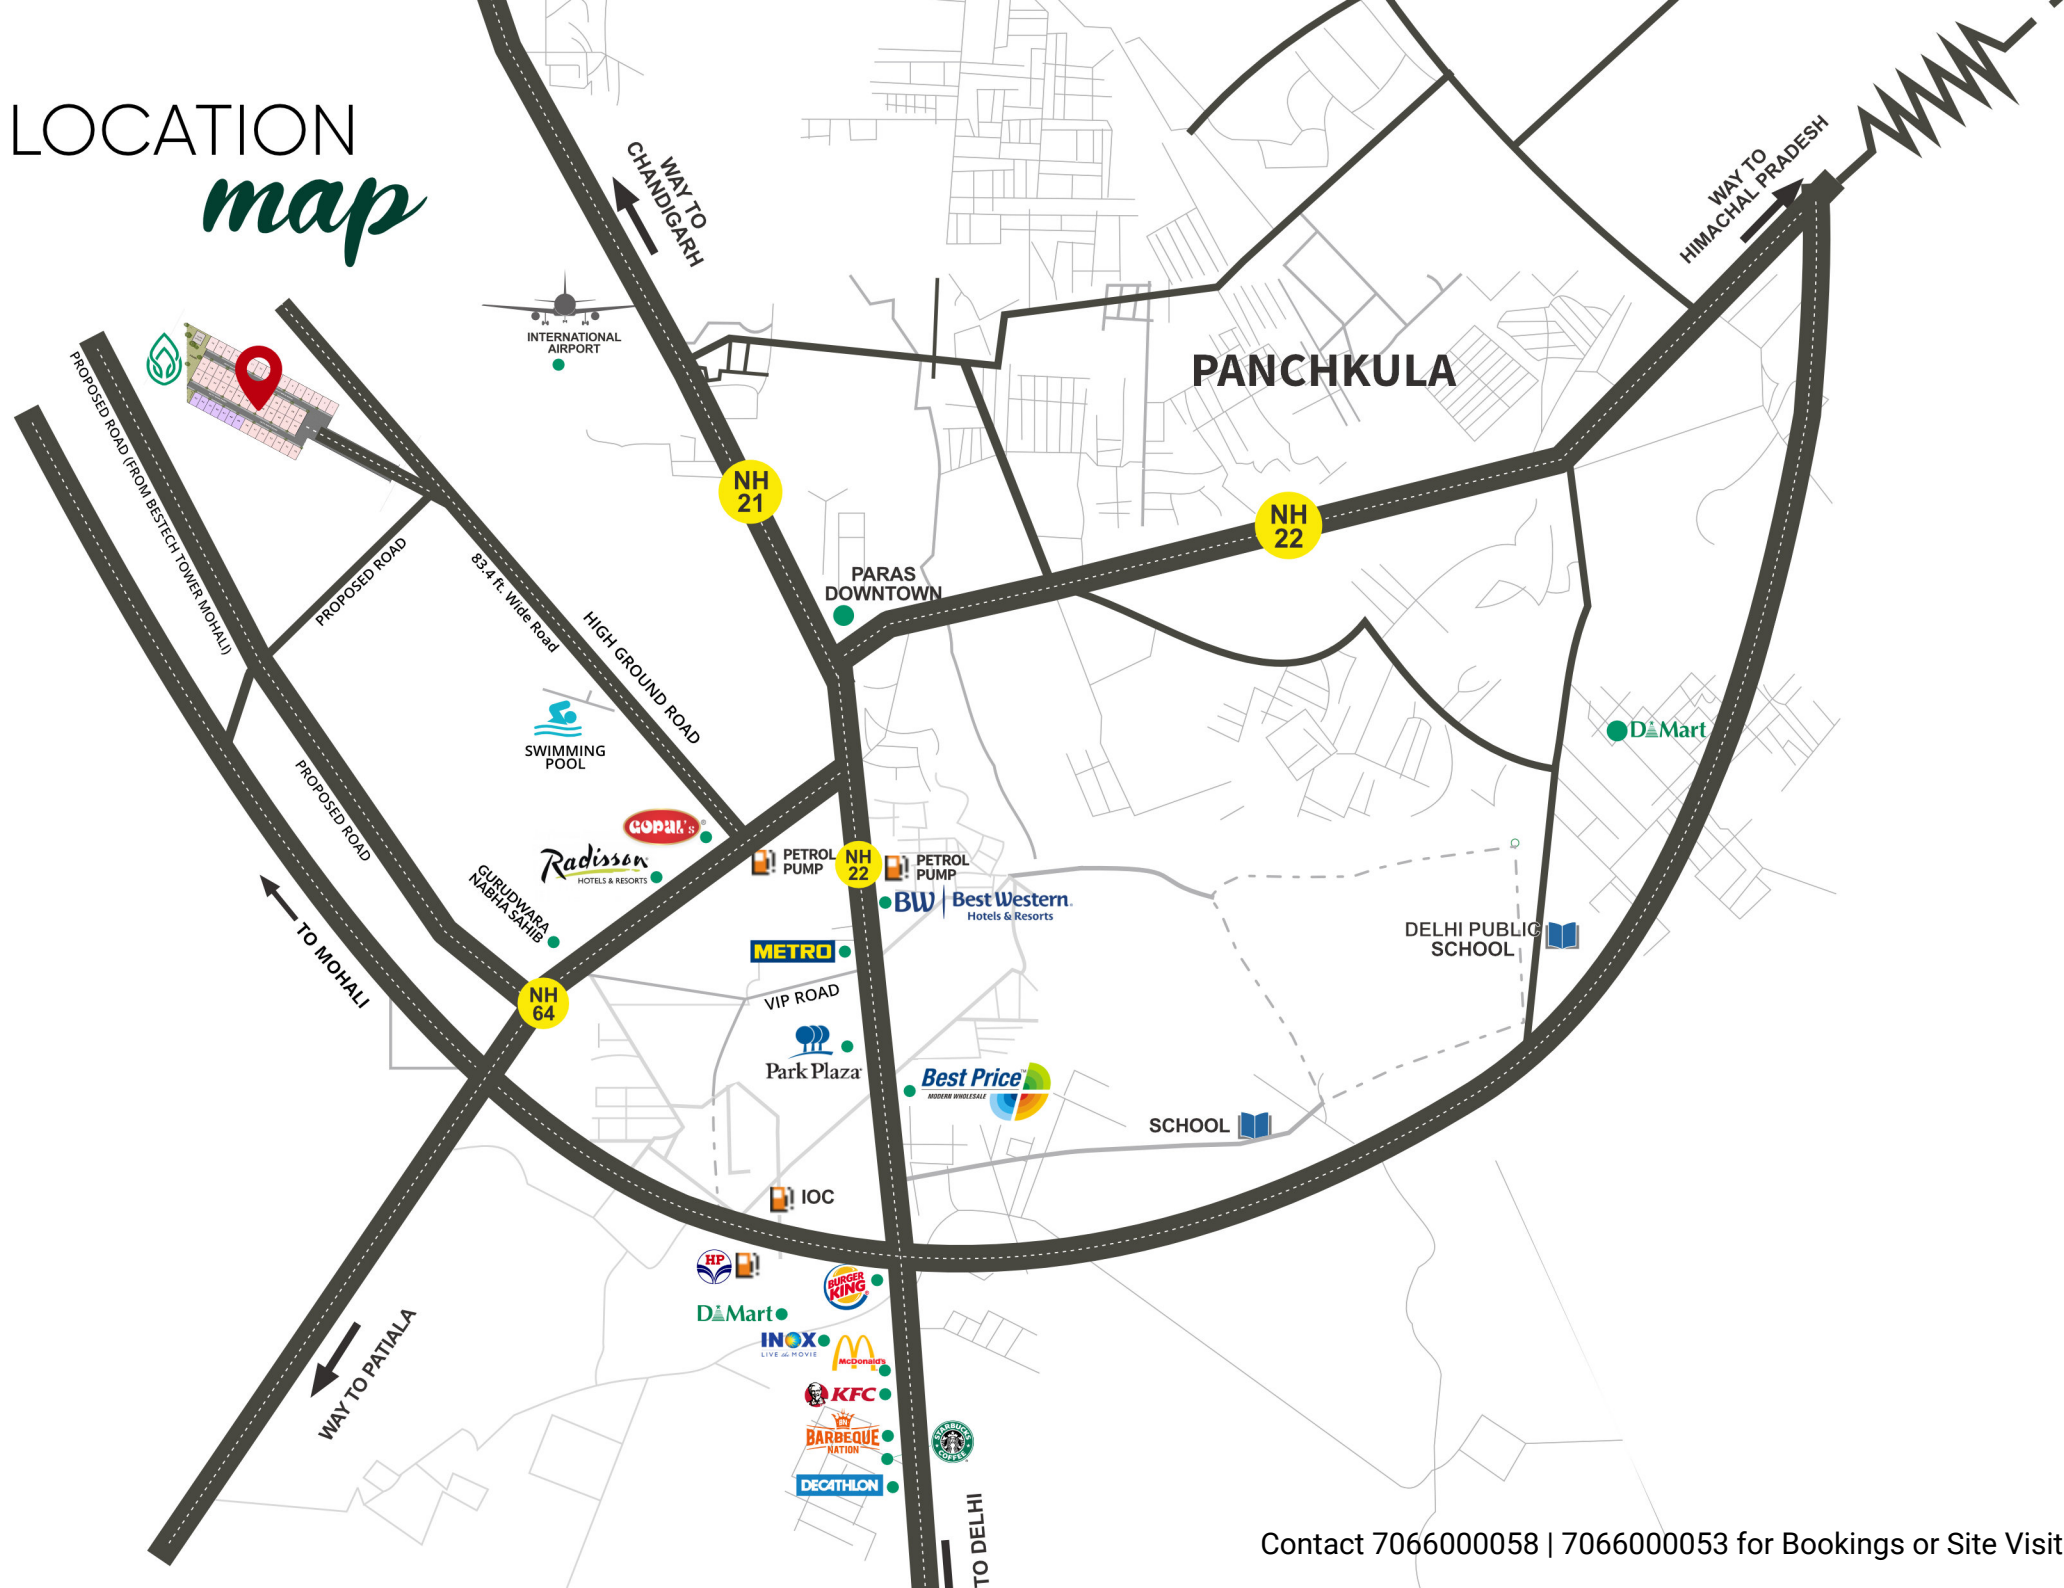 LOCATION
map
WAY TO
CHANDIGARH
WAY TO
HIMACHAL PRADESH
INTERNATIONAL
AIRPORT
PANCHKULA
PROPOSED ROAD (FROM BESTECH TOWER MOHALI)
NH
21
NH
22
PROPOSED ROAD
83.4 ft. Wide Road
HIGH GROUND ROAD
PARAS
DOWNTOWN
SWIMMING
POOL
D Mart
PROPOSED ROAD
GOPAL's
Radisson
HOTELS & RESORTS
PETROL
PUMP
NH
22
PETROL
PUMP
BW Best Western
Hotels & Resorts
GURUDWARA
NABHA SAHIB
TO MOHALI
METRO
DELHI PUBLIC
SCHOOL
NH
64
VIP ROAD
Park Plaza
Best Price
MODERN WHOLESALE
SCHOOL
IOC
HP
BURGER
KING
D Mart
INOX
LIVE the MOVIE
McDonald's
KFC
WAY TO PATIALA
BN
BARBEQUE
NATION
STARBUCKS
COFFEE
DECATHLON
TO DELHI
Contact 7066000058 | 7066000053 for Bookings or Site Visit